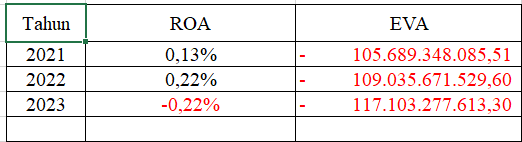 Tahun ROA EVA
2021 0,13% - 105.689.348.085,51
2022 0,22% - 109.035.671.529,60
2023 -0,22% - 117.103.277.613,30